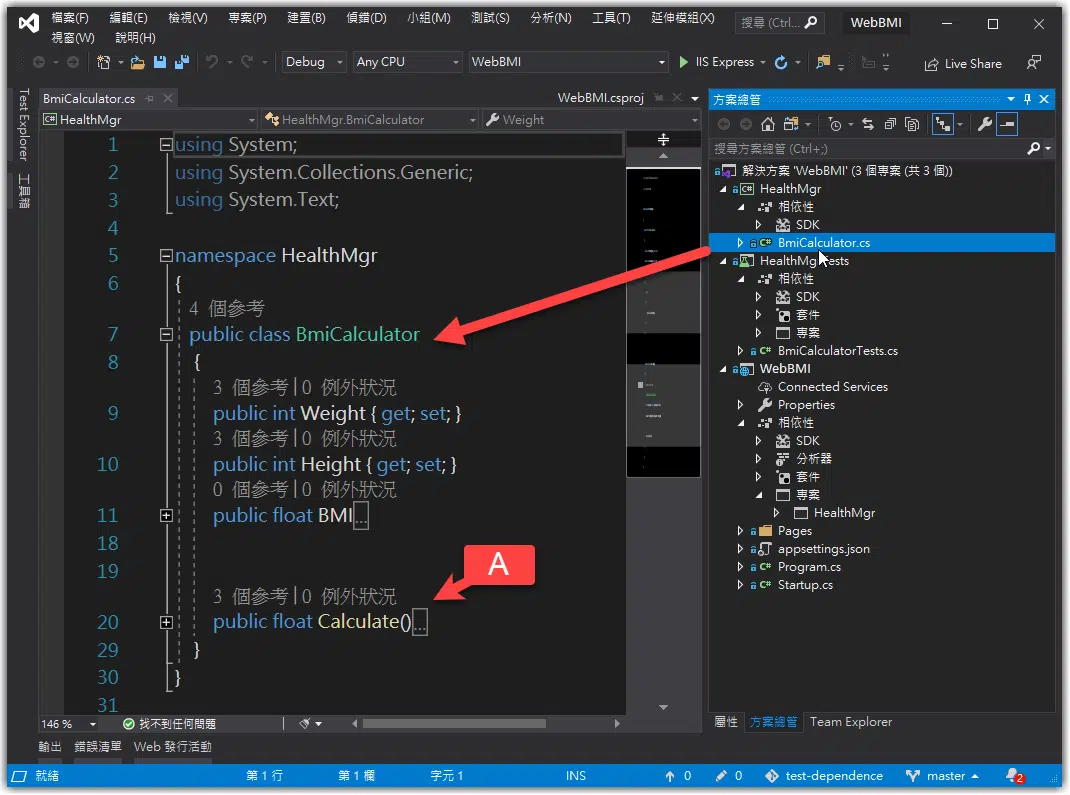 檔案(F) 編輯(E) 檢視(V) 專案(P) 建置(B) 偵錯(D) 小組(M) 測試(S) 分析(N) 工具(T) 延伸模組(X) 搜尋 (Ctrl... WebBMI
視窗(W) 說明(H)
Debug Any CPU WebBMI IIS Express Live Share
Test Explorer
工具箱
BmiCalculator.cs WebBMI.csproj
HealthMgr HealthMgr.BmiCalculator Weight
1 using System;
2 using System.Collections.Generic;
3 using System.Text;
4
5 namespace HealthMgr
6 {
4 個參考
7 public class BmiCalculator
8 {
3 個參考|0 例外狀況
9 public int Weight { get; set; }
3 個參考|0 例外狀況
10 public int Height { get; set; }
0 個參考|0 例外狀況
11 public float BMI...
18
19
A
3 個參考|0 例外狀況
20 public float Calculate()...
29 }
30 }
31
146 % 找不到任何問題
方案總管
搜尋方案總管 (Ctrl+;)
解決方案 'WebBMI' (3 個專案 (共 3 個))
HealthMgr
相依性
SDK
BmiCalculator.cs
HealthMgrTests
相依性
SDK
套件
專案
BmiCalculatorTests.cs
WebBMI
Connected Services
Properties
相依性
SDK
分析器
套件
專案
HealthMgr
Pages
appsettings.json
Program.cs
Startup.cs
屬性 方案總管 Team Explorer
輸出 錯誤清單 Web 發行活動
就緒 第 1 行 第 1 欄 字元 1 INS 0 0 test-dependence master 2